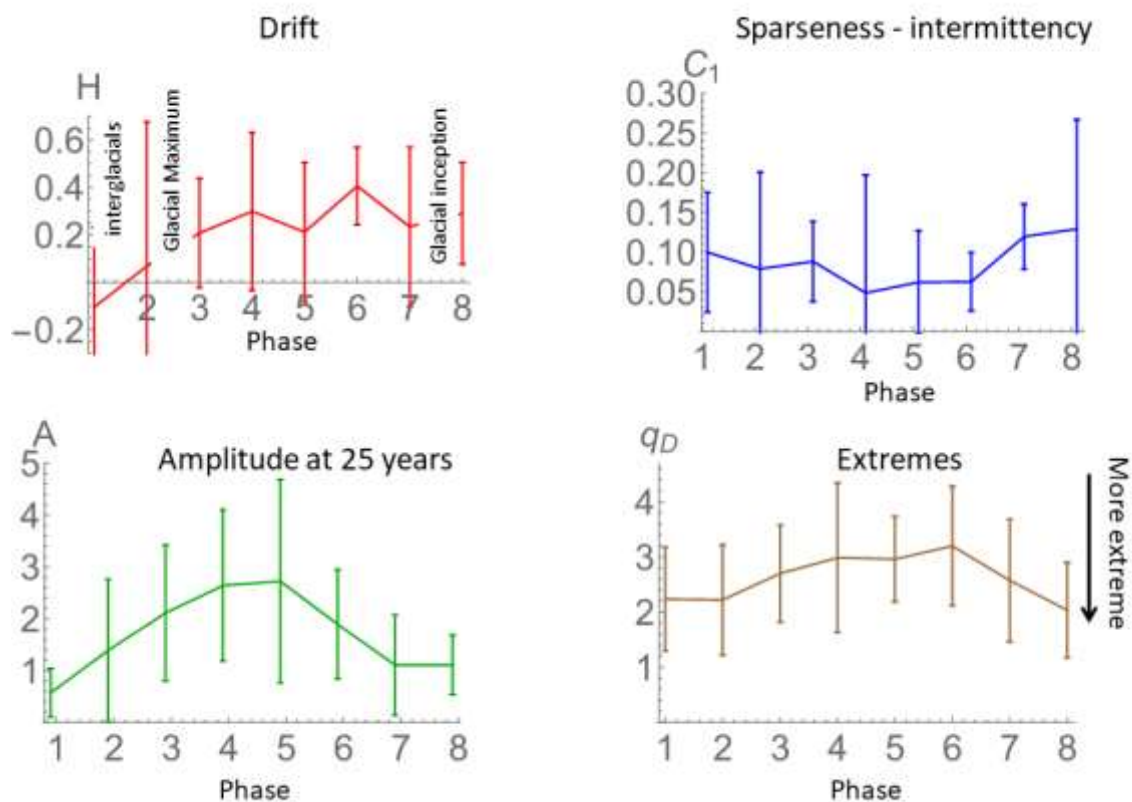 Drift
H
0.6
0.4
0.2
−0.2
interglacials
Glacial Maximum
Glacial inception
2 3 4 5 6 7 8
Phase
Sparseness - intermittency
C1
0.30
0.25
0.20
0.15
0.10
0.05
1 2 3 4 5 6 7 8
Phase
A
Amplitude at 25 years
5
4
3
2
1
1 2 3 4 5 6 7 8
Phase
qD
Extremes
4
3
2
1
More extreme
1 2 3 4 5 6 7 8
Phase